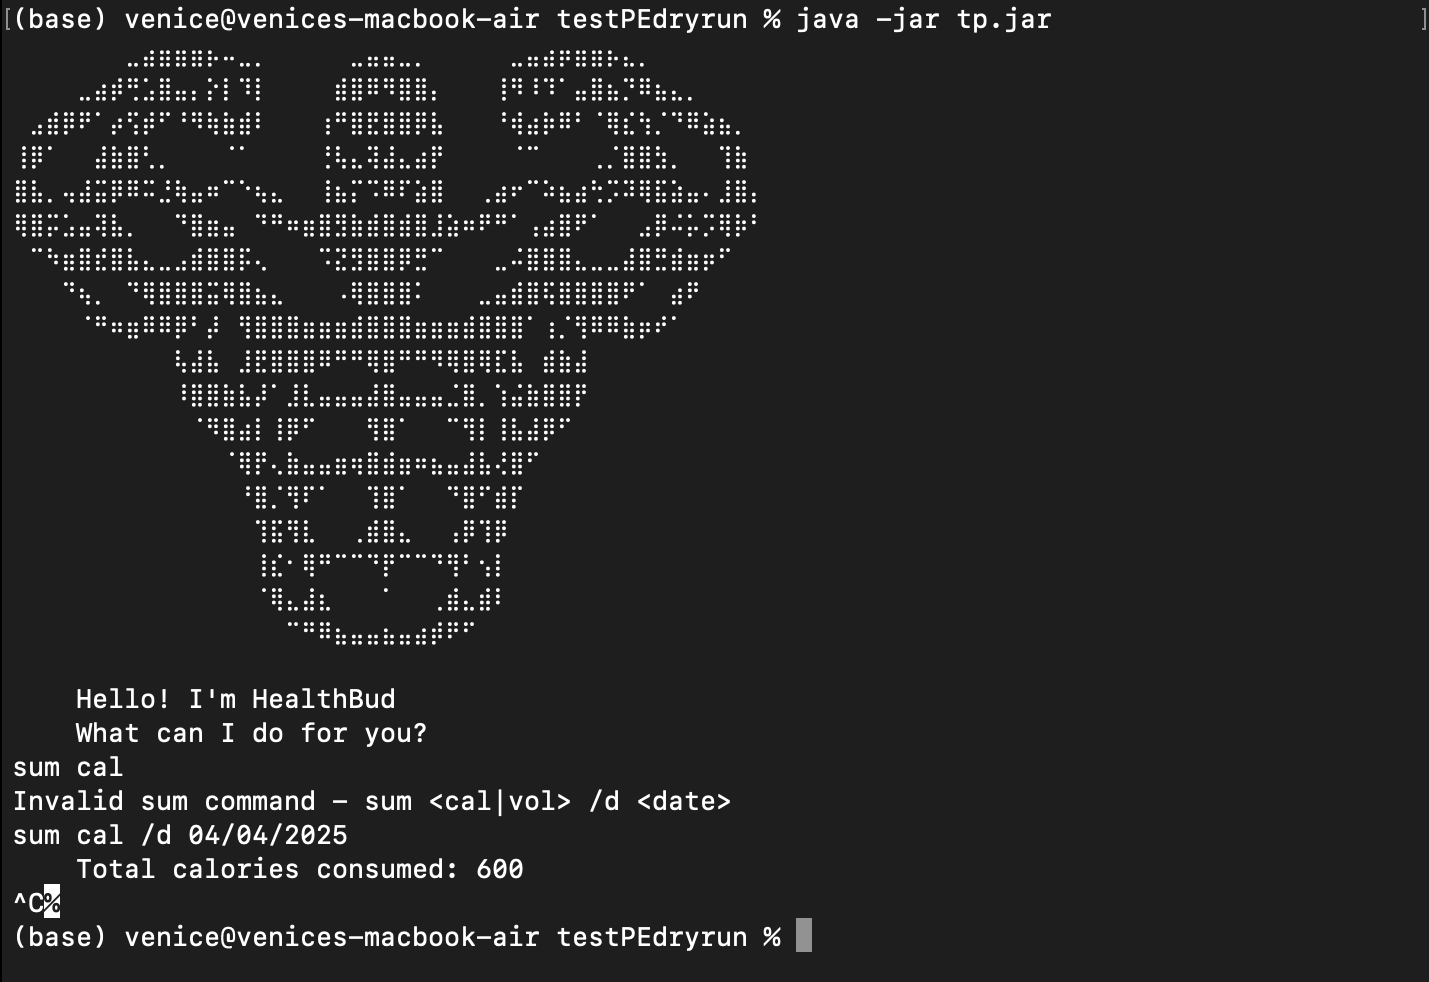 (base) venice@venices-macbook-air testPEdryrun % java -jar tp.jar
Hello! I'm HealthBud
What can I do for you?
sum cal
Invalid sum command - sum <cal|vol> /d <date>
sum cal /d 04/04/2025
Total calories consumed: 600
^C%
(base) venice@venices-macbook-air testPEdryrun %